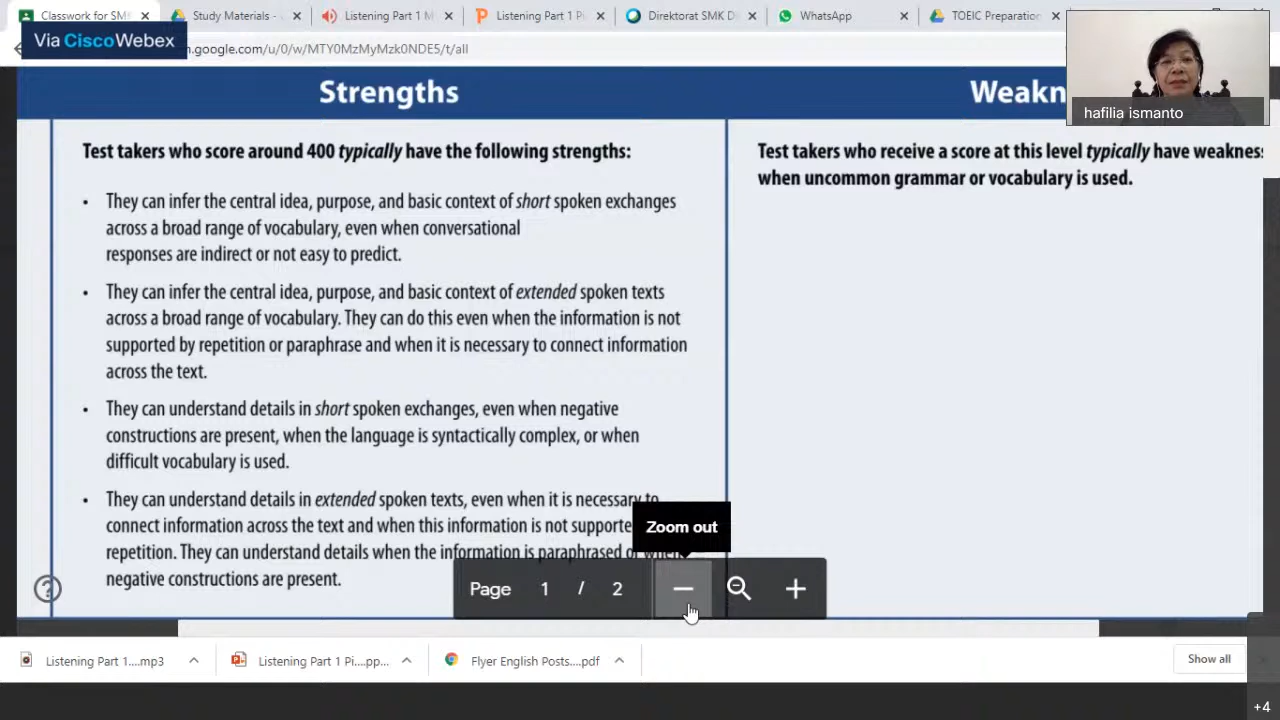 Classwork for SM
Study Materials -
Listening Part 1 M
Listening Part 1 Pi
Direktorat SMK D
WhatsApp
TOEIC Preparation
Via Cisco Webex
.google.com/u/0/w/MTY0MzMyMzk0NDE5/t/all
hafilia ismanto
Strengths
Weakn
Test takers who score around 400 typically have the following strengths:
• They can infer the central idea, purpose, and basic context of short spoken exchanges
across a broad range of vocabulary, even when conversational
responses are indirect or not easy to predict.
• They can infer the central idea, purpose, and basic context of extended spoken texts
across a broad range of vocabulary. They can do this even when the information is not
supported by repetition or paraphrase and when it is necessary to connect information
across the text.
• They can understand details in short spoken exchanges, even when negative
constructions are present, when the language is syntactically complex, or when
difficult vocabulary is used.
• They can understand details in extended spoken texts, even when it is necessary to
connect information across the text and when this information is not supporte
repetition. They can understand details when the information is paraphrased or when
negative constructions are present.
Test takers who receive a score at this level typically have weakness
when uncommon grammar or vocabulary is used.
Zoom out
Page 1 / 2
Listening Part 1....mp3
Listening Part 1 Pi....pp...
Flyer English Posts....pdf
Show all
+4